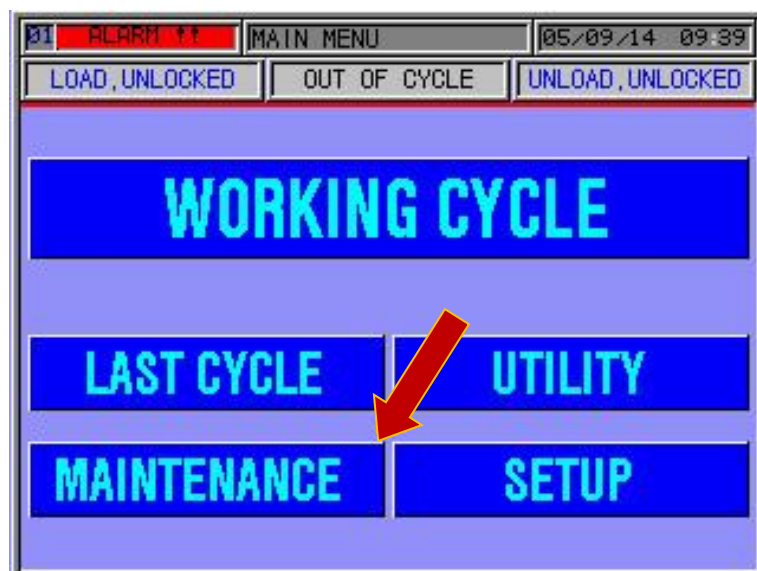 01 ALARM !! MAIN MENU 05/09/14 09:39
LOAD,UNLOCKED OUT OF CYCLE UNLOAD,UNLOCKED
WORKING CYCLE
LAST CYCLE UTILITY
MAINTENANCE SETUP